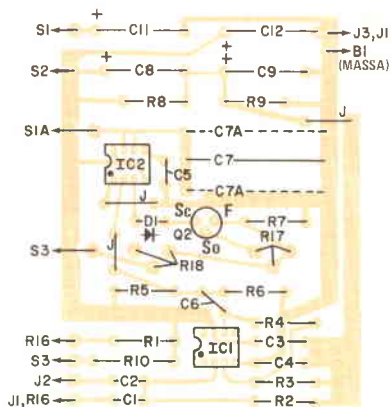 S1 + C11 + C12 J3, J1
B1
(MASSA)
S2 + C8 + C9
R8 R9
J
S1A C7A
IC2 C5 C7
J C7A
Sc F
D1 R7
Q2 R17
So
S3 J R18
R5 C6 R6
R4
R16 R1 IC1 C3
S3 R10 C4
J2 C2 R3
J1, R16 C1 R2